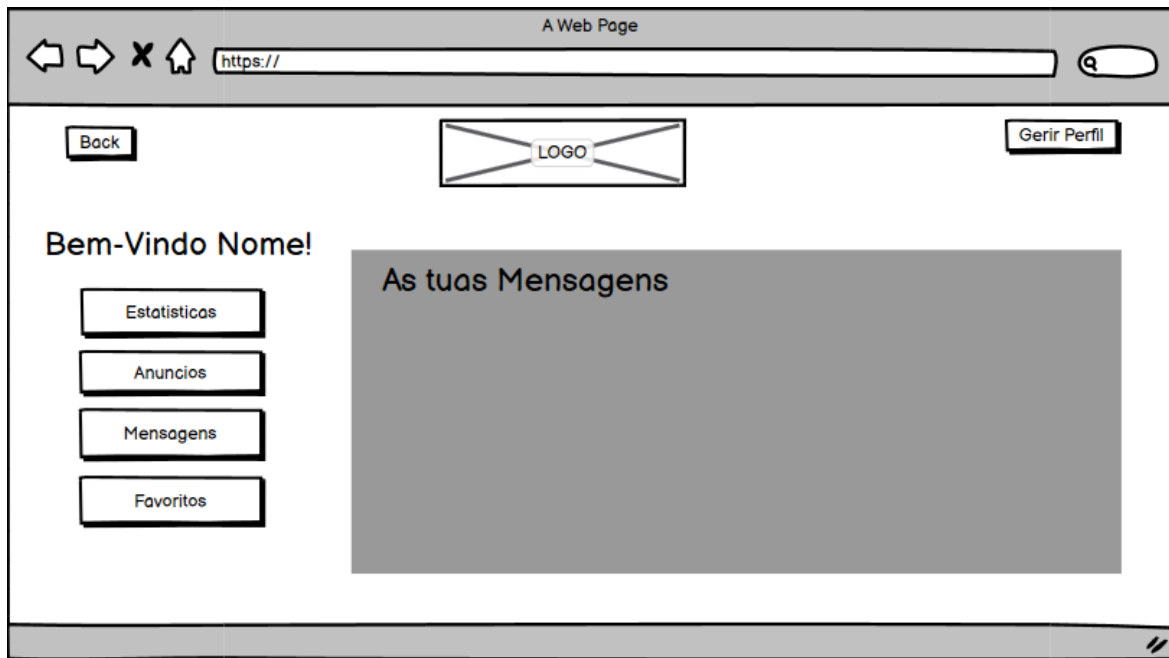 A Web Page
https://
Back
LOGO
Gerir Perfil
Bem-Vindo Nome!
As tuas Mensagens
Estatisticas
Anuncios
Mensagens
Favoritos